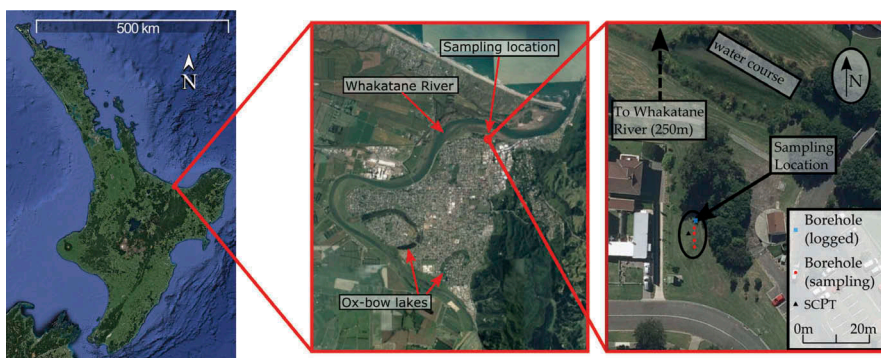 500 km
N
Sampling location
Whakatane River
Ox-bow lakes
water course
N
To Whakatane
River (250m)
Sampling
Location
Borehole
(logged)
Borehole
(sampling)
SCPT
0m 20m